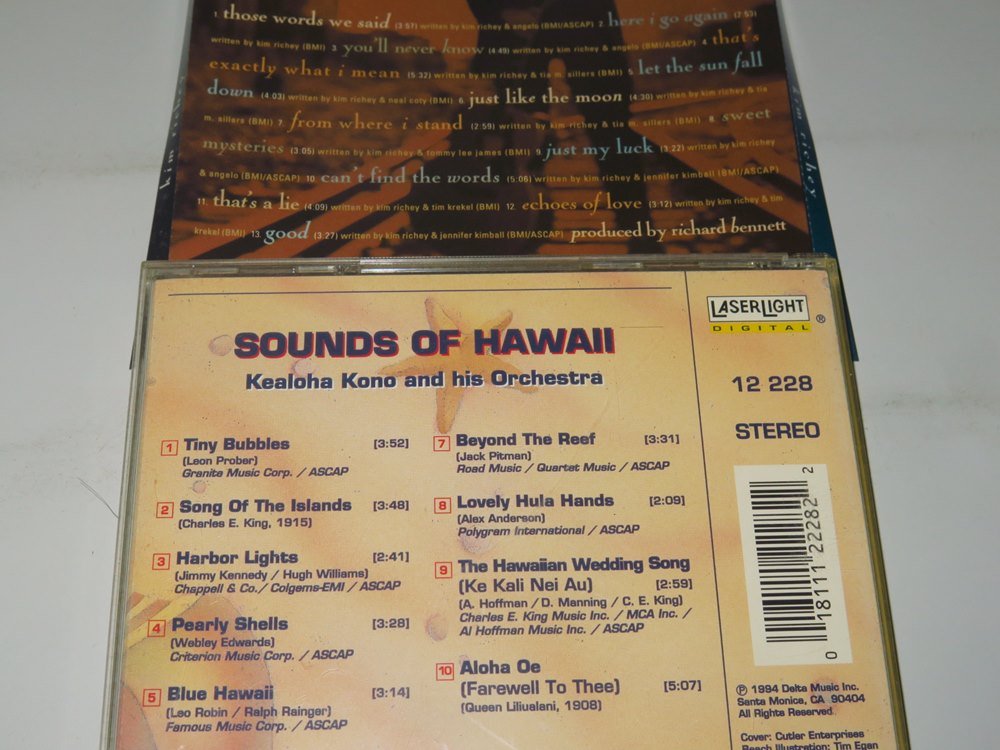 1. those words we said (3:57) written by kim richey & angelo (BMI/ASCAP) 2. here i go again (2:53)
written by kim richey (BMI) 3. you'll never know (4:49) written by kim richey & angelo (BMI/ASCAP) 4. that's
exactly what i mean (5:32) written by kim richey & tia m. sillers (BMI) 5. let the sun fall
down (4:03) written by kim richey & neal coty (BMI) 6. just like the moon (4:30) written by kim richey & tia
m. sillers (BMI) 7. from where i stand (2:59) written by kim richey & tia m. sillers (BMI) 8. sweet
mysteries (3:05) written by kim richey & tommy lee james (BMI) 9. just my luck (3:22) written by kim richey
& angelo (BMI/ASCAP) 10. can't find the words (5:06) written by kim richey & jennifer kimball (BMI/ASCAP)
11. that's a lie (4:09) written by kim richey & tim krekel (BMI) 12. echoes of love (3:12) written by kim richey & tim
krekel (BMI) 13. good (3:27) written by kim richey & jennifer kimball (BMI/ASCAP) produced by richard bennett
kim richey
SOUNDS OF HAWAII
Kealoha Kono and his Orchestra
1 Tiny Bubbles [3:52]
(Leon Prober)
Granite Music Corp. / ASCAP
2 Song Of The Islands [3:48]
(Charles E. King, 1915)
3 Harbor Lights [2:41]
(Jimmy Kennedy / Hugh Williams)
Chappell & Co./ Colgems-EMI / ASCAP
4 Pearly Shells [3:28]
(Webley Edwards)
Criterion Music Corp. / ASCAP
5 Blue Hawaii [3:14]
(Leo Robin / Ralph Rainger)
Famous Music Corp. / ASCAP
7 Beyond The Reef [3:31]
(Jack Pitman)
Road Music / Quartet Music / ASCAP
8 Lovely Hula Hands [2:09]
(Alex Anderson)
Polygram International / ASCAP
9 The Hawaiian Wedding Song
(Ke Kali Nei Au) [2:59]
(A. Hoffman / D. Manning / C. E. King)
Charles E. King Music Inc. / MCA Inc. /
Al Hoffman Music Inc. / ASCAP
10 Aloha Oe
(Farewell To Thee) [5:07]
(Queen Liliualani, 1908)
LASERLIGHT ®
DIGITAL
12 228
STEREO
0 18111 22282 2
℗ 1994 Delta Music Inc.
Santa Monica, CA 90404
All Rights Reserved
Cover: Cutler Enterprises
Beach Illustration: Tim Egan